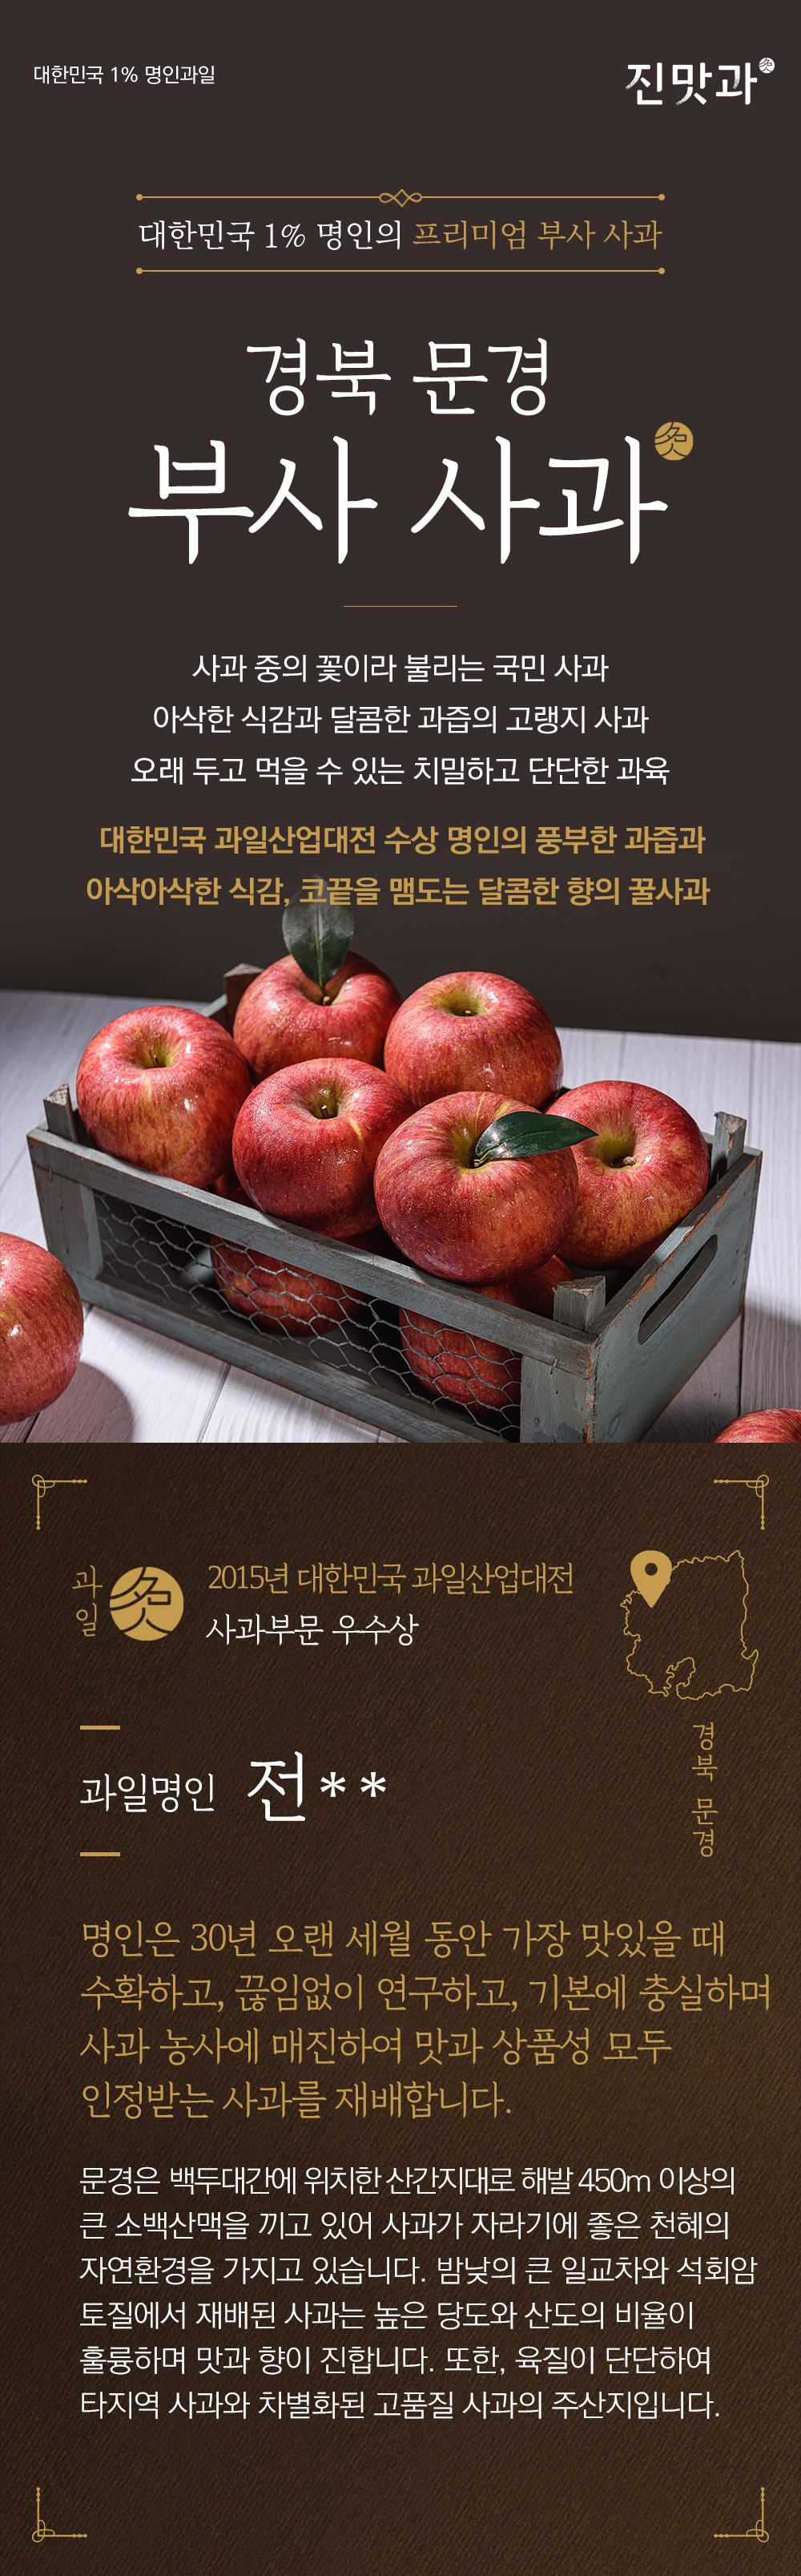 대한민국 1% 명인과일
진맛과
대한민국 1% 명인의 프리미엄 부사 사과
경북 문경
부사 사과
사과 중의 꽃이라 불리는 국민 사과
아삭한 식감과 달콤한 과즙의 고랭지 사과
오래 두고 먹을 수 있는 치밀하고 단단한 과육
대한민국 과일산업대전 수상 명인의 풍부한 과즙과
아삭아삭한 식감, 코끝을 맴도는 달콤한 향의 꿀사과
과일
2015년 대한민국 과일산업대전
사과부문 우수상
경북 문경
과일명인 전**
명인은 30년 오랜 세월 동안 가장 맛있을 때
수확하고, 끊임없이 연구하고, 기본에 충실하며
사과 농사에 매진하여 맛과 상품성 모두
인정받는 사과를 재배합니다.
문경은 백두대간에 위치한 산간지대로 해발 450m 이상의
큰 소백산맥을 끼고 있어 사과가 자라기에 좋은 천혜의
자연환경을 가지고 있습니다. 밤낮의 큰 일교차와 석회암
토질에서 재배된 사과는 높은 당도와 산도의 비율이
훌륭하며 맛과 향이 진합니다. 또한, 육질이 단단하여
타지역 사과와 차별화된 고품질 사과의 주산지입니다.